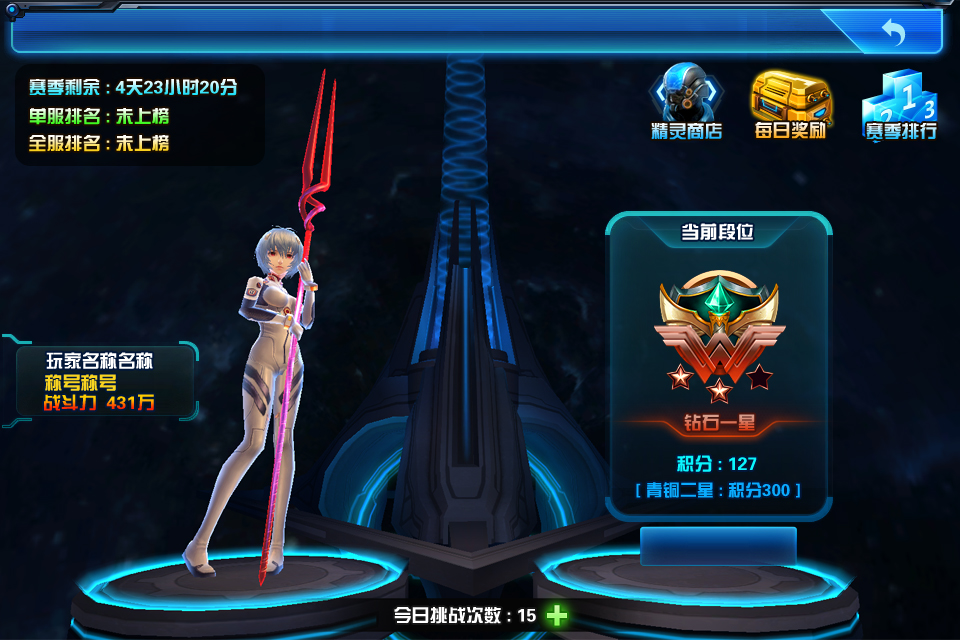 赛季剩余：4天23小时20分
单服排名：未上榜
全服排名：未上榜
精灵商店
每日奖励
1
2
3
赛季排行
当前段位
钻石一星
积分：127
[ 青铜二星：积分300 ]
玩家名称名称
称号称号
战斗力 431万
今日挑战次数：15